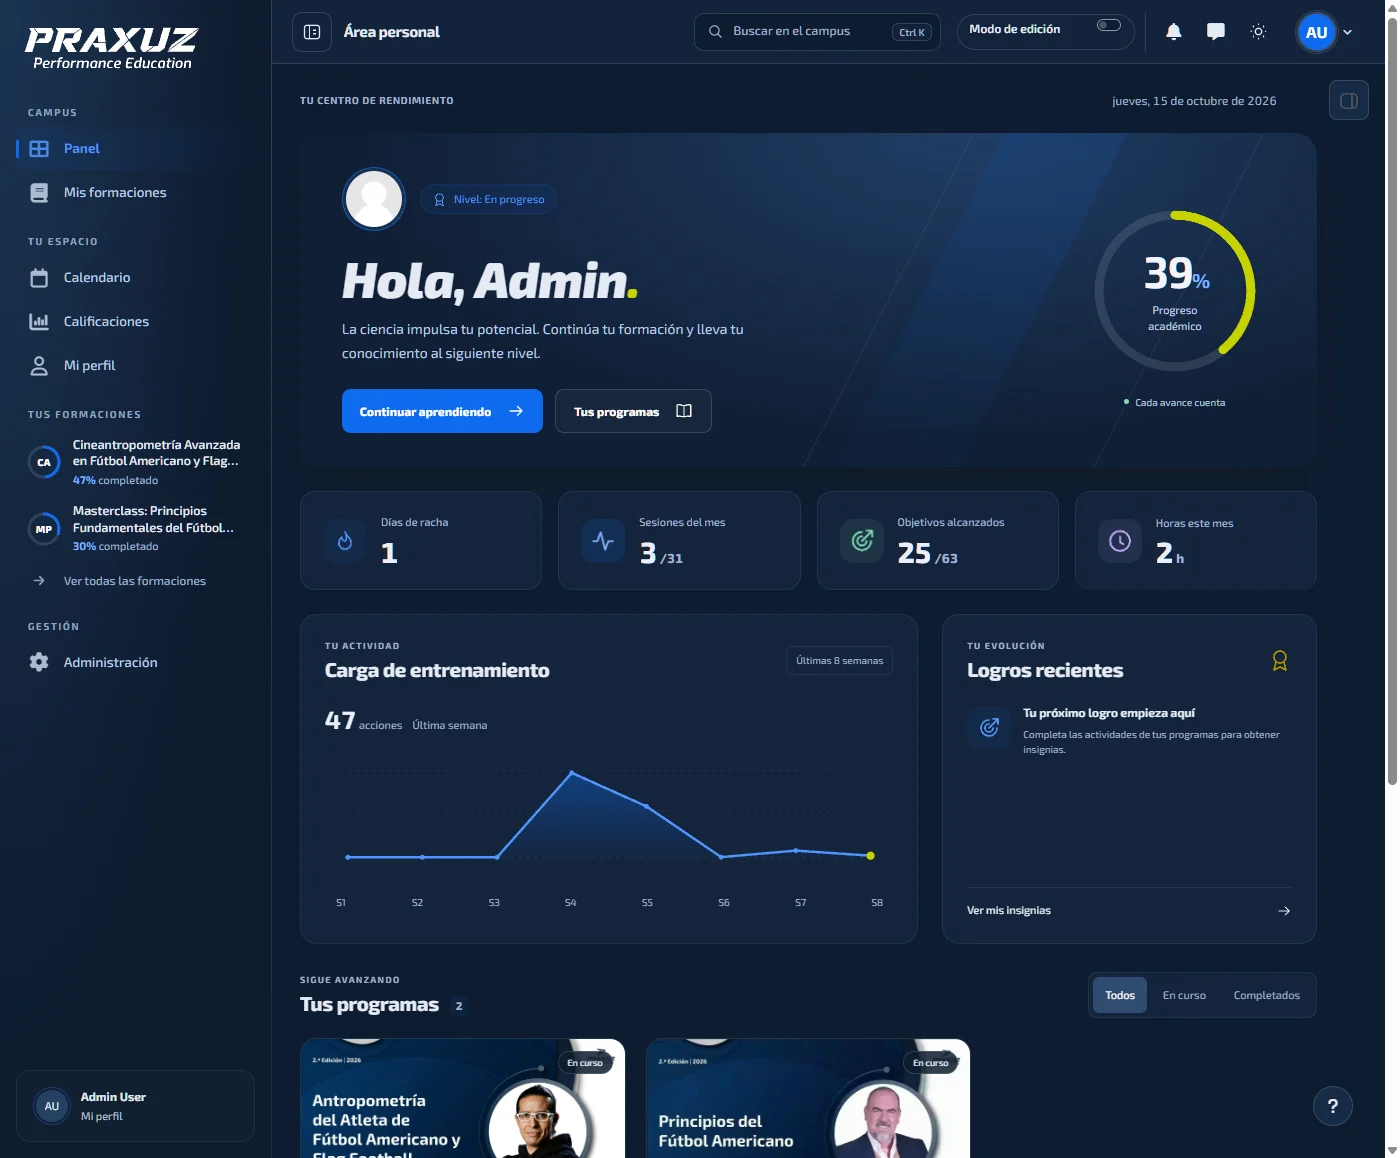 PRAXUZ
Performance Education
CAMPUS
Panel
Mis formaciones
TU ESPACIO
Calendario
Calificaciones
Mi perfil
TUS FORMACIONES
CA
Cineantropometría Avanzada
en Fútbol Americano y Flag...
47% completado
MP
Masterclass: Principios
Fundamentales del Fútbol...
30% completado
Ver todas las formaciones
GESTIÓN
Administración
AU
Admin User
Mi perfil
Área personal
Buscar en el campus
Ctrl K
Modo de edición
AU
TU CENTRO DE RENDIMIENTO
jueves, 15 de octubre de 2026
Nivel: En progreso
Hola, Admin.
La ciencia impulsa tu potencial. Continúa tu formación y lleva tu
conocimiento al siguiente nivel.
Continuar aprendiendo
Tus programas
39%
Progreso
académico
Cada avance cuenta
Días de racha
1
Sesiones del mes
3 /31
Objetivos alcanzados
25 /63
Horas este mes
2 h
TU ACTIVIDAD
Carga de entrenamiento
Últimas 8 semanas
47 acciones Última semana
S1 S2 S3 S4 S5 S6 S7 S8
TU EVOLUCIÓN
Logros recientes
Tu próximo logro empieza aquí
Completa las actividades de tus programas para obtener
insignias.
Ver mis insignias
SIGUE AVANZANDO
Tus programas 2
Todos
En curso
Completados
2.ª Edición | 2026
En curso
Antropometría
del Atleta de
Fútbol Americano y
Flag Football
2.ª Edición | 2026
En curso
Principios del
Fútbol Americano
?